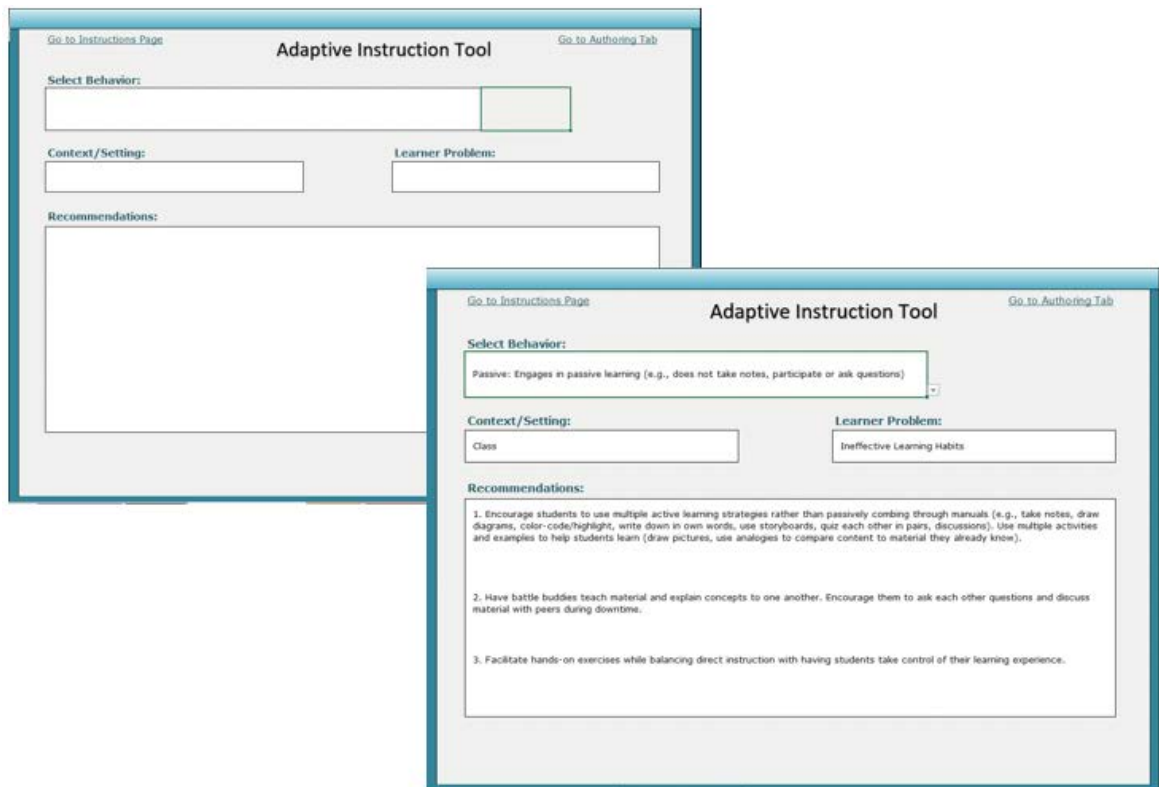 Go to Instructions Page
Adaptive Instruction Tool
Go to Authoring Tab
Select Behavior:
Context/Setting:
Learner Problem:
Recommendations:
Go to Instructions Page
Adaptive Instruction Tool
Go to Authoring Tab
Select Behavior:
Passive: Engages in passive learning (e.g., does not take notes, participate or ask questions)
Context/Setting:
Learner Problem:
Class
Ineffective Learning Habits
Recommendations:
1. Encourage students to use multiple active learning strategies rather than passively combing through manuals (e.g., take notes, draw
diagrams, color-code/highlight, write down in own words, use storyboards, quiz each other in pairs, discussions). Use multiple activities
and examples to help students learn (draw pictures, use analogies to compare content to material they already know).
2. Have battle buddies teach material and explain concepts to one another. Encourage them to ask each other questions and discuss
material with peers during downtime.
3. Facilitate hands-on exercises while balancing direct instruction with having students take control of their learning experience.